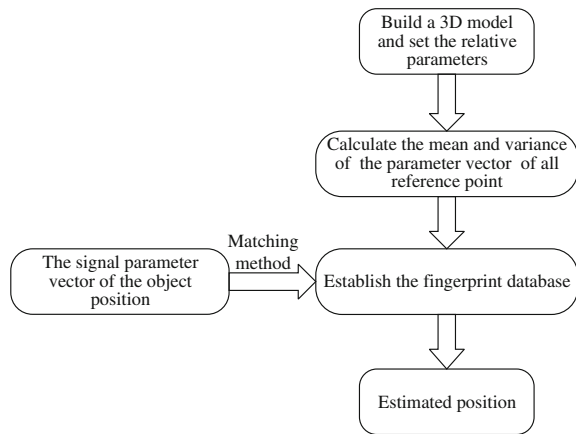 Build a 3D model
and set the relative
parameters
Calculate the mean and variance
of the parameter vector of all
reference point
Matching
method
The signal parameter
vector of the object
position
Establish the fingerprint database
Estimated position